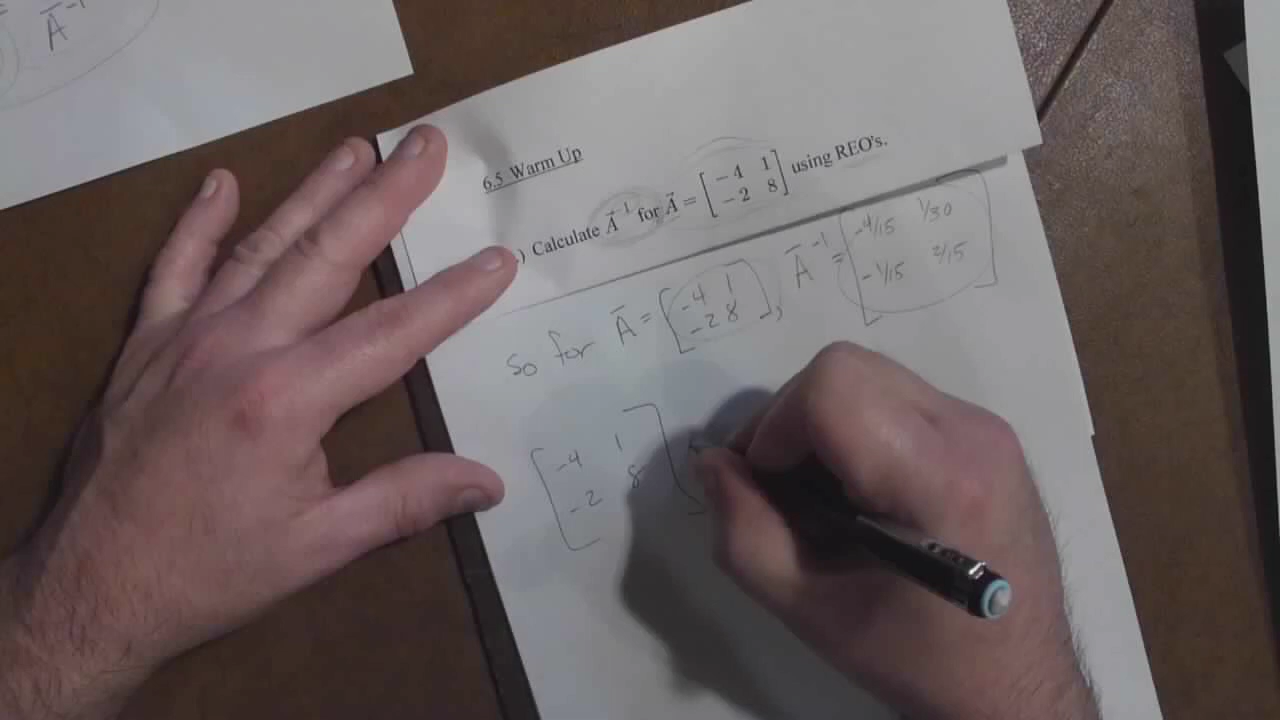 = A⁻¹
6.5 Warm Up
.) Calculate A⃗⁻¹ for A⃗ = [ -4 1 ; -2 8 ] using REO's.
So for A̅ = [ -4 1 ; -2 8 ], A̅⁻¹ = [ -4/15 1/30 ; -1/15 2/15 ]
[ -4 1
-2 8 ] [